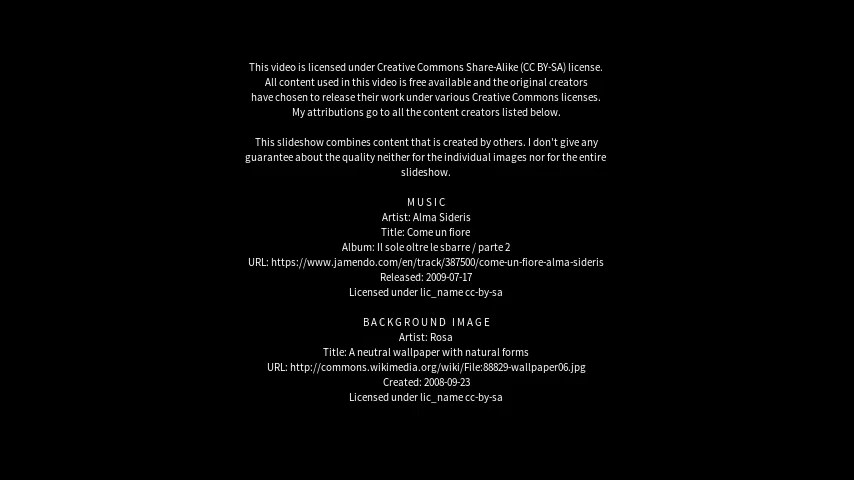 This video is licensed under Creative Commons Share-Alike (CC BY-SA) license.
All content used in this video is free available and the original creators
have chosen to release their work under various Creative Commons licenses.
My attributions go to all the content creators listed below.
This slideshow combines content that is created by others. I don't give any
guarantee about the quality neither for the individual images nor for the entire
slideshow.
MUSIC
Artist: Alma Sideris
Title: Come un fiore
Album: Il sole oltre le sbarre / parte 2
URL: https://www.jamendo.com/en/track/387500/come-un-fiore-alma-sideris
Released: 2009-07-17
Licensed under lic_name cc-by-sa
BACKGROUND IMAGE
Artist: Rosa
Title: A neutral wallpaper with natural forms
URL: http://commons.wikimedia.org/wiki/File:88829-wallpaper06.jpg
Created: 2008-09-23
Licensed under lic_name cc-by-sa